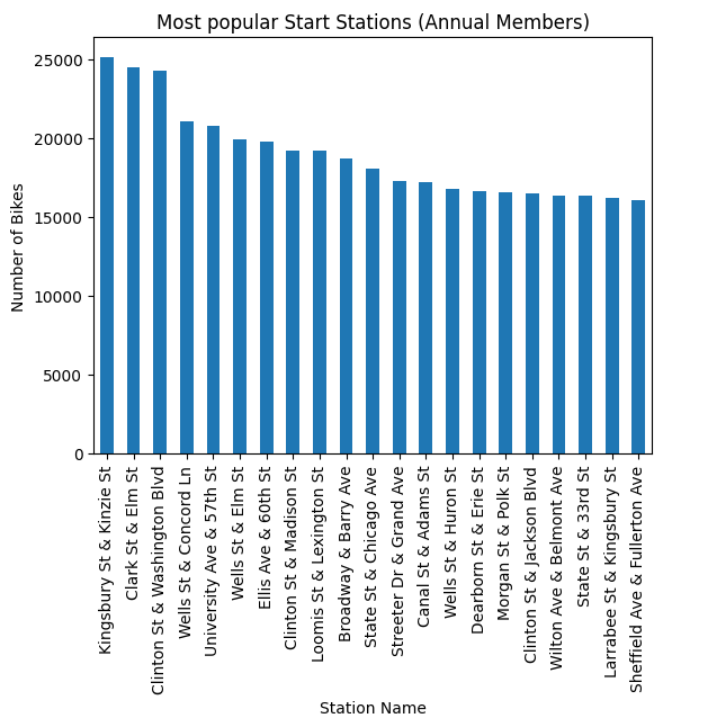 Most popular Start Stations (Annual Members)
Number of Bikes
25000
20000
15000
10000
5000
0
Kingsbury St & Kinzie St
Clark St & Elm St
Clinton St & Washington Blvd
Wells St & Concord Ln
University Ave & 57th St
Wells St & Elm St
Ellis Ave & 60th St
Clinton St & Madison St
Loomis St & Lexington St
Broadway & Barry Ave
State St & Chicago Ave
Streeter Dr & Grand Ave
Canal St & Adams St
Wells St & Huron St
Dearborn St & Erie St
Morgan St & Polk St
Clinton St & Jackson Blvd
Wilton Ave & Belmont Ave
State St & 33rd St
Larrabee St & Kingsbury St
Sheffield Ave & Fullerton Ave
Station Name